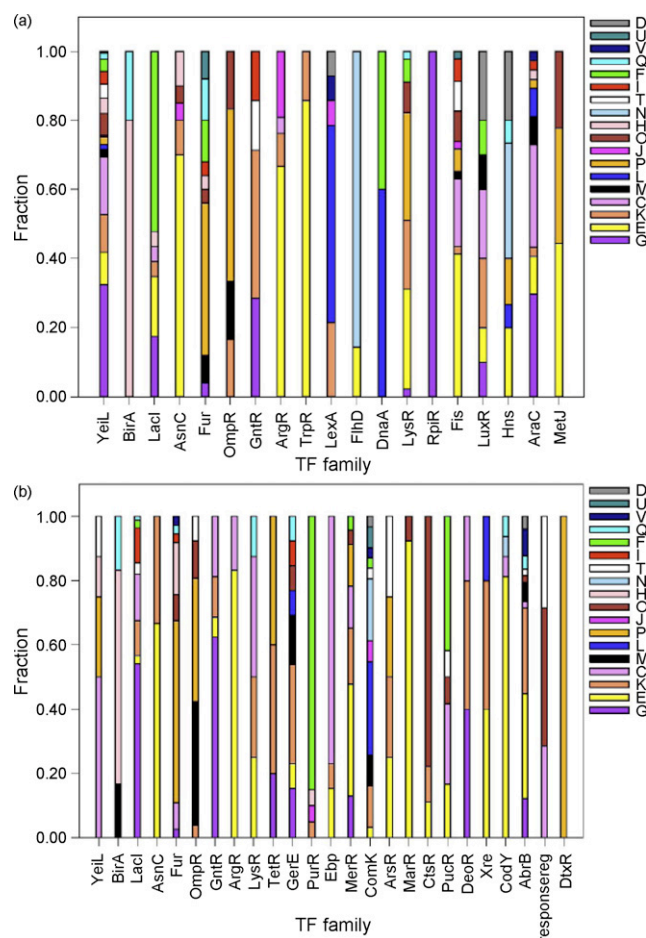 (a)
1.00
0.80
0.60
0.40
0.20
0.00
Fraction
YeiL
BirA
LacI
AsnC
Fur
OmpR
GntR
ArgR
TrpR
LexA
FlhD
DnaA
LysR
RpiR
Fis
LuxR
Hns
AraC
MetJ
TF family
D
U
V
Q
F
I
T
N
H
O
J
P
L
M
C
K
E
G
(b)
1.00
0.80
0.60
0.40
0.20
0.00
Fraction
YeiL
BirA
LacI
AsnC
Fur
OmpR
GntR
ArgR
LysR
TetR
GerE
PurR
Ebp
MerR
ComK
ArsR
MarR
CtsR
PucR
DeoR
Xre
CodY
AbrB
responsereg
DtxR
TF family
D
U
V
Q
F
I
T
N
H
O
J
P
L
M
C
K
E
G